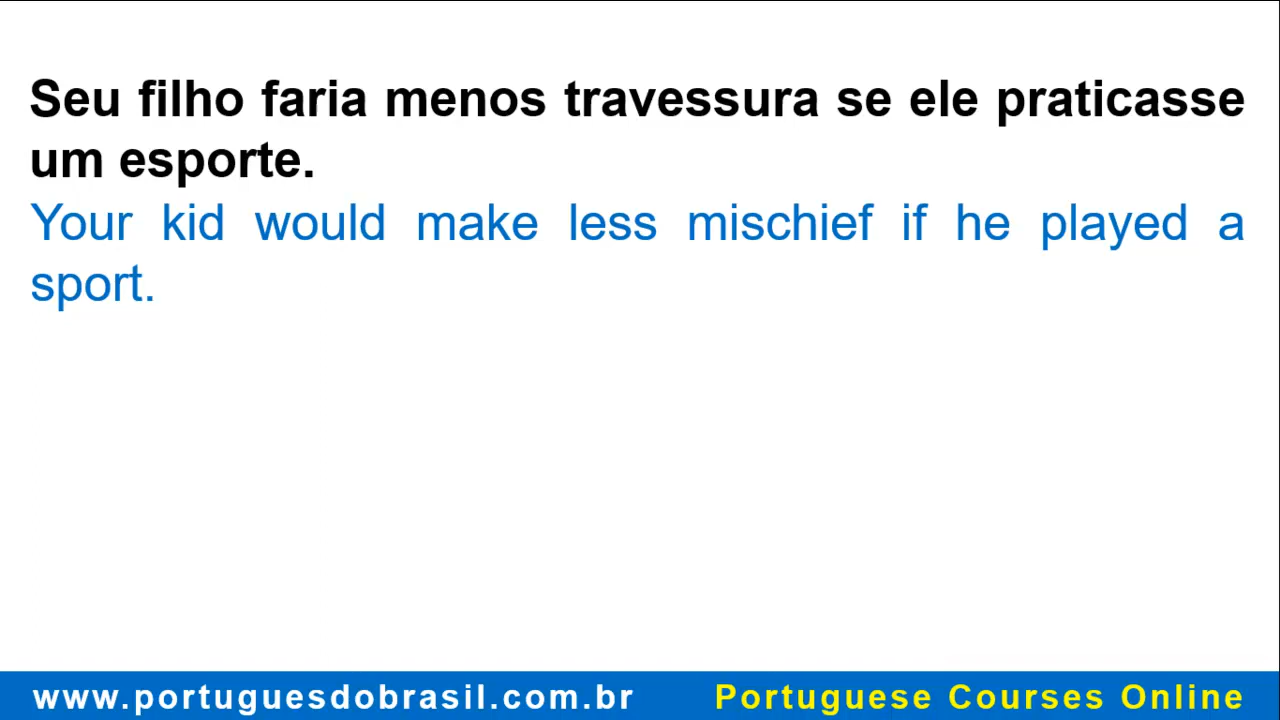 Seu filho faria menos travessura se ele praticasse
um esporte.
Your kid would make less mischief if he played a
sport.
www.portuguesdobrasil.com.br Portuguese Courses Online